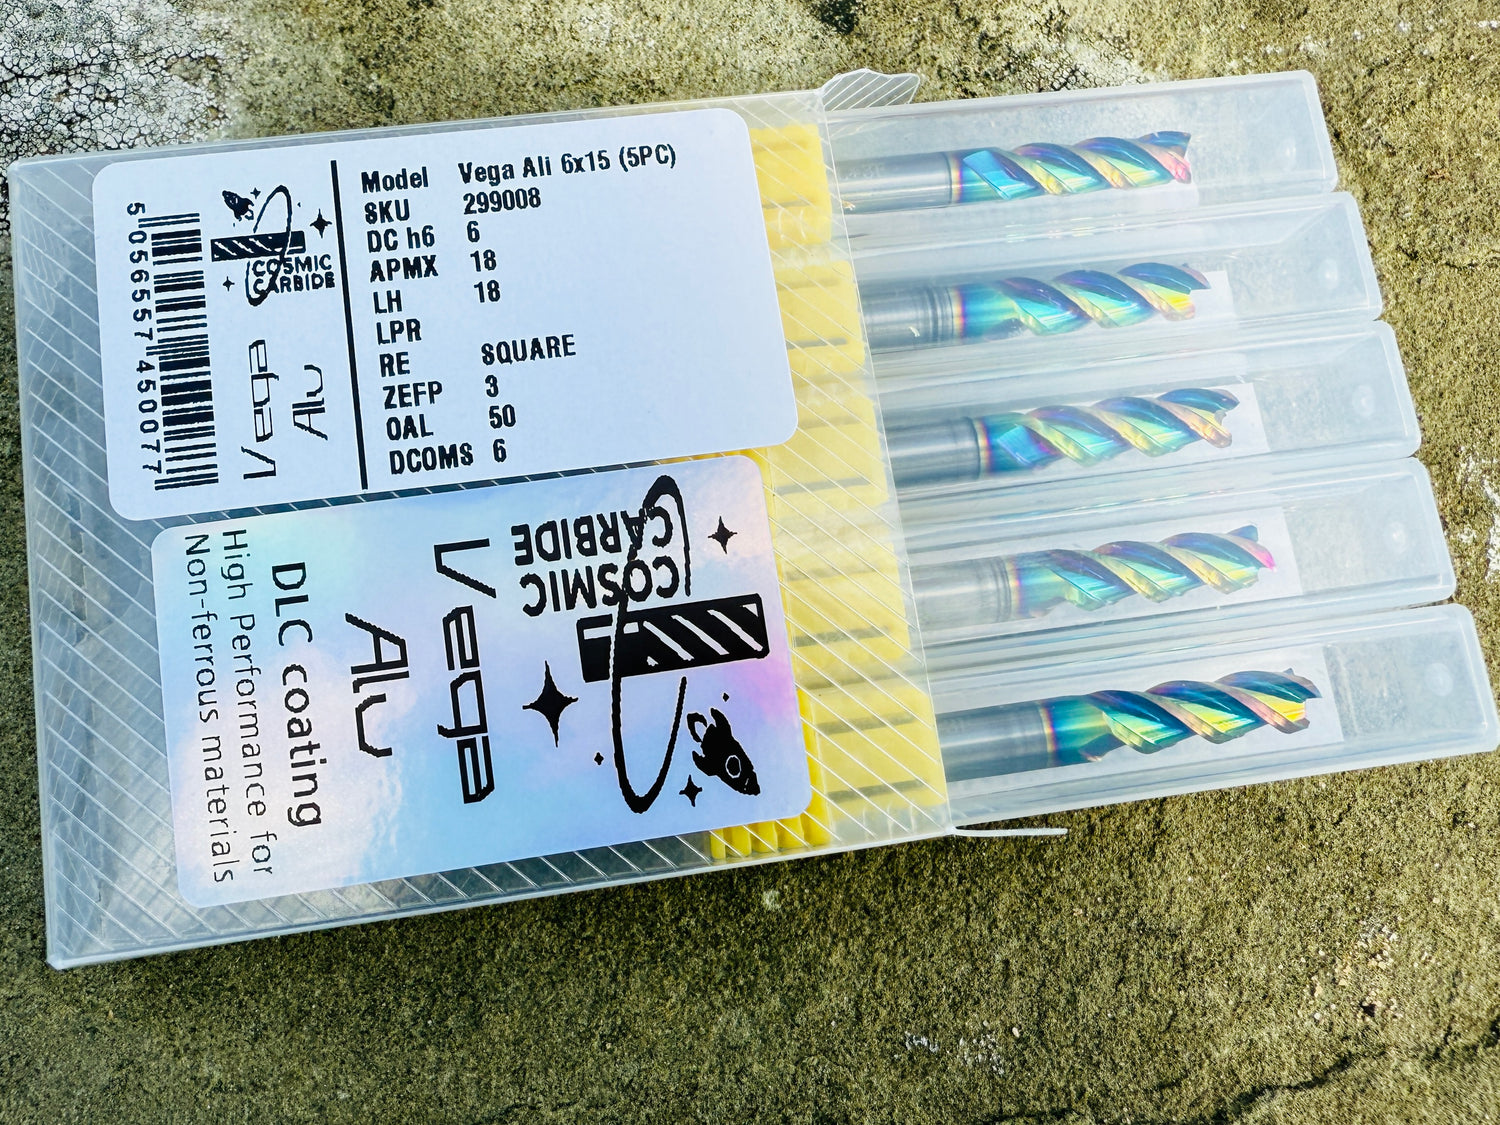 Model Vega Ali 6x15 (5PC)
SKU 299008
DC h6 6
APMX 18
LH 18
LPR
RE SQUARE
ZEFP 3
OAL 50
DCOMS 6
COSMIC
CARBIDE
Vega
Alu
5 056557 450077
COSMIC
CARBIDE
Vega
Alu
DLC coating
High Performance for
Non-ferrous materials